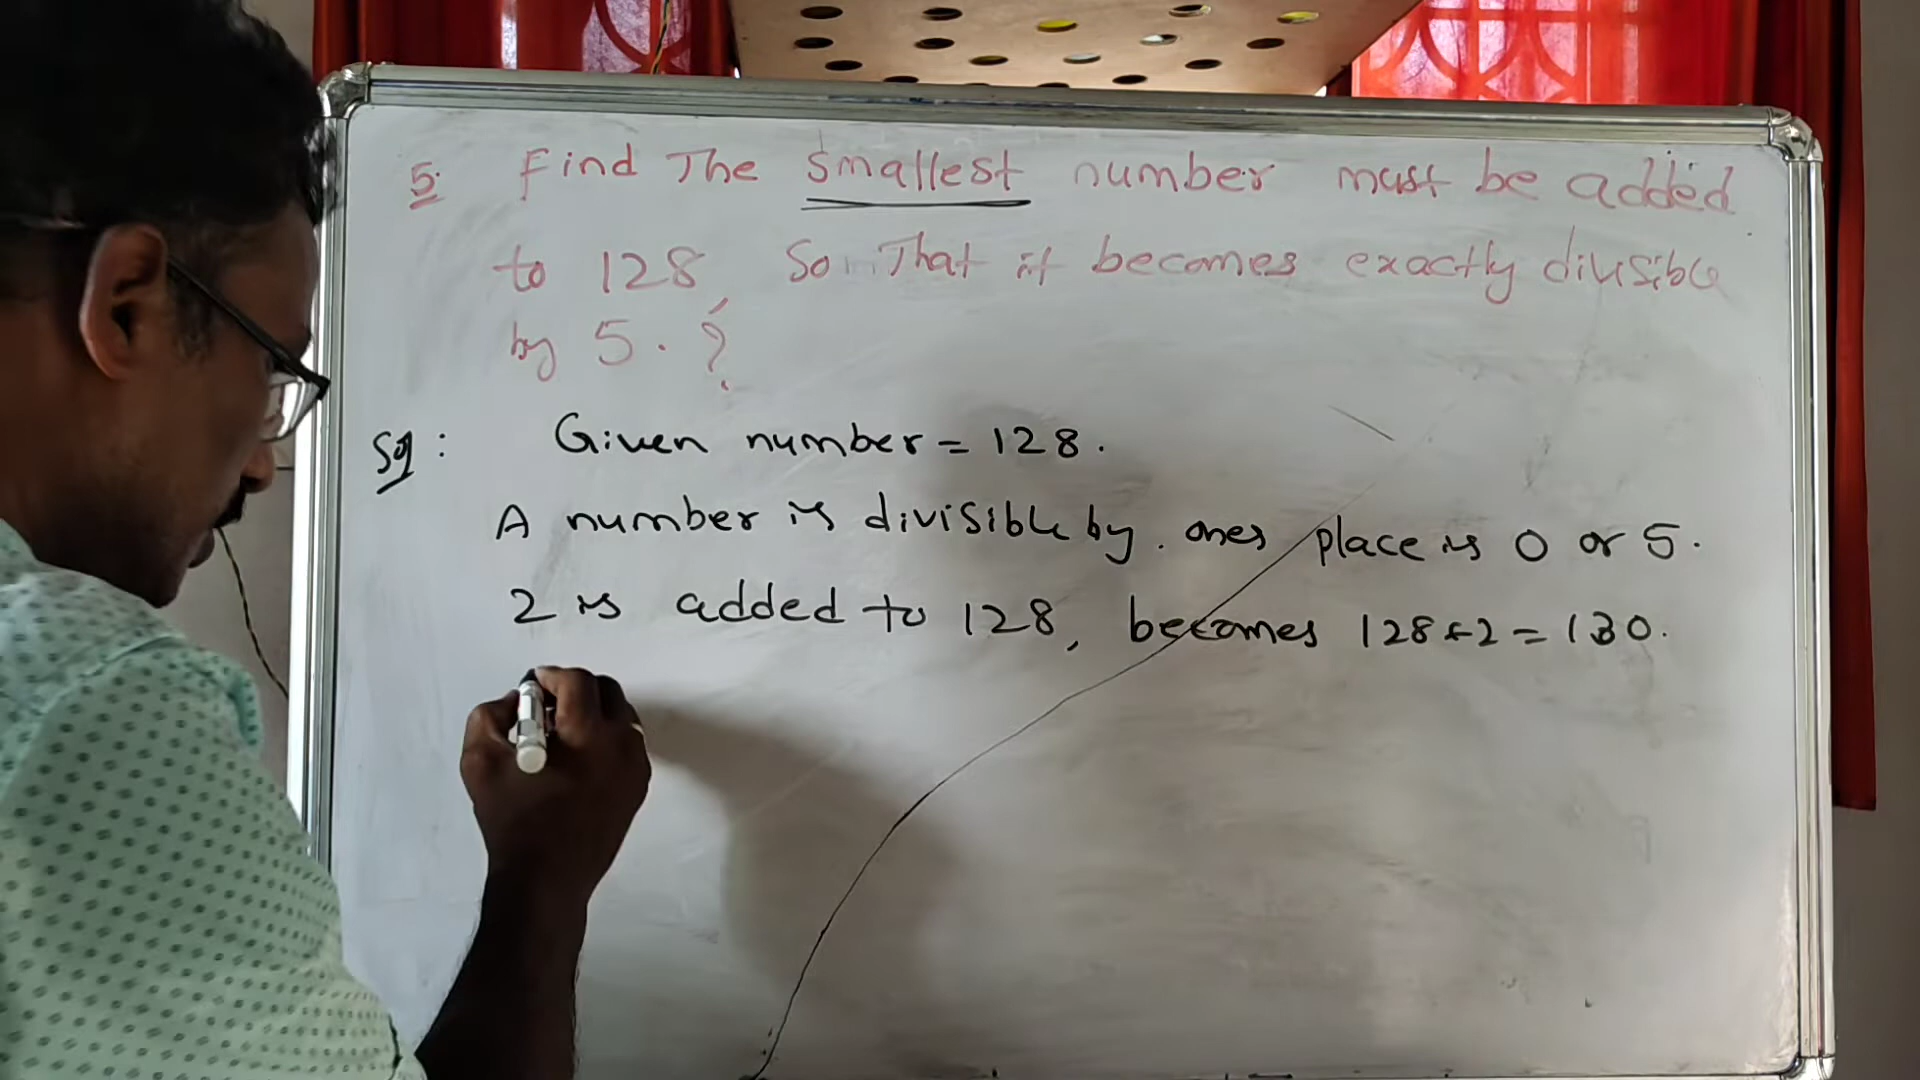 5. Find The smallest number must be added
to 128, So That it becomes exactly divisible
by 5. ?
Sol: Given number = 128.
A number is divisible by. ones place is 0 or 5.
2 is added to 128, becomes 128+2 = 130.